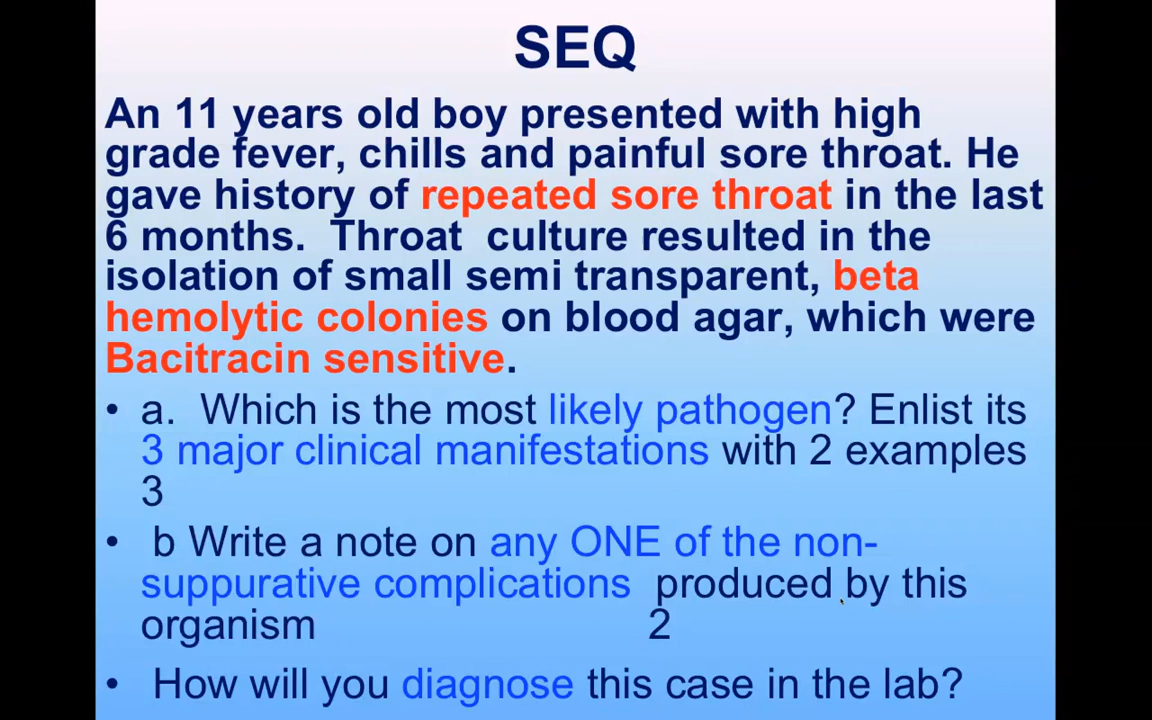 SEQ
An 11 years old boy presented with high
grade fever, chills and painful sore throat. He
gave history of repeated sore throat in the last
6 months. Throat culture resulted in the
isolation of small semi transparent, beta
hemolytic colonies on blood agar, which were
Bacitracin sensitive.
• a. Which is the most likely pathogen? Enlist its
3 major clinical manifestations with 2 examples
3
• b Write a note on any ONE of the non-
suppurative complications produced by this
organism 2
• How will you diagnose this case in the lab?